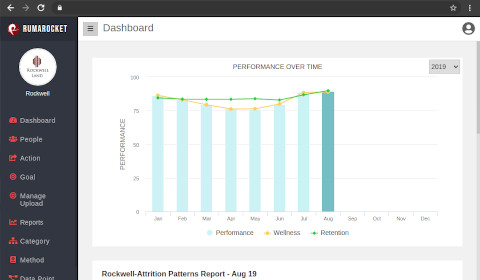 RUMAROCKET
Dashboard
ROCKWELL
LAND
Rockwell
Dashboard
People
Action
Goal
Manage
Upload
Reports
Category
Method
Data Point
PERFORMANCE OVER TIME
2019
PERFORMANCE
100
75
50
25
0
Jan Feb Mar Apr May Jun Jul Aug Sep Oct Nov Dec
Performance Wellness Retention
Rockwell-Attrition Patterns Report - Aug 19